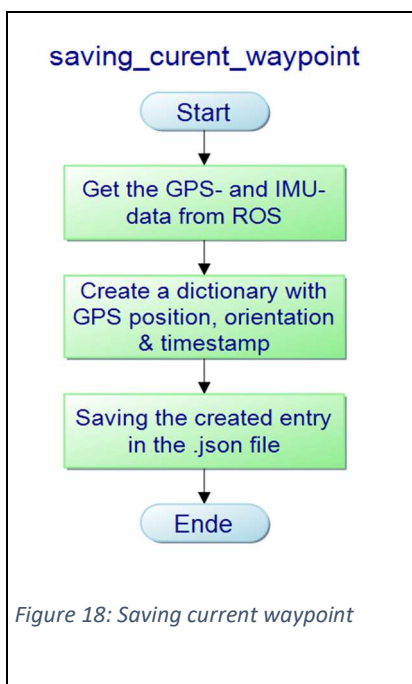 saving_curent_waypoint
Start
Get the GPS- and IMU-
data from ROS
Create a dictionary with
GPS position, orientation
& timestamp
Saving the created entry
in the .json file
Ende
Figure 18: Saving current waypoint